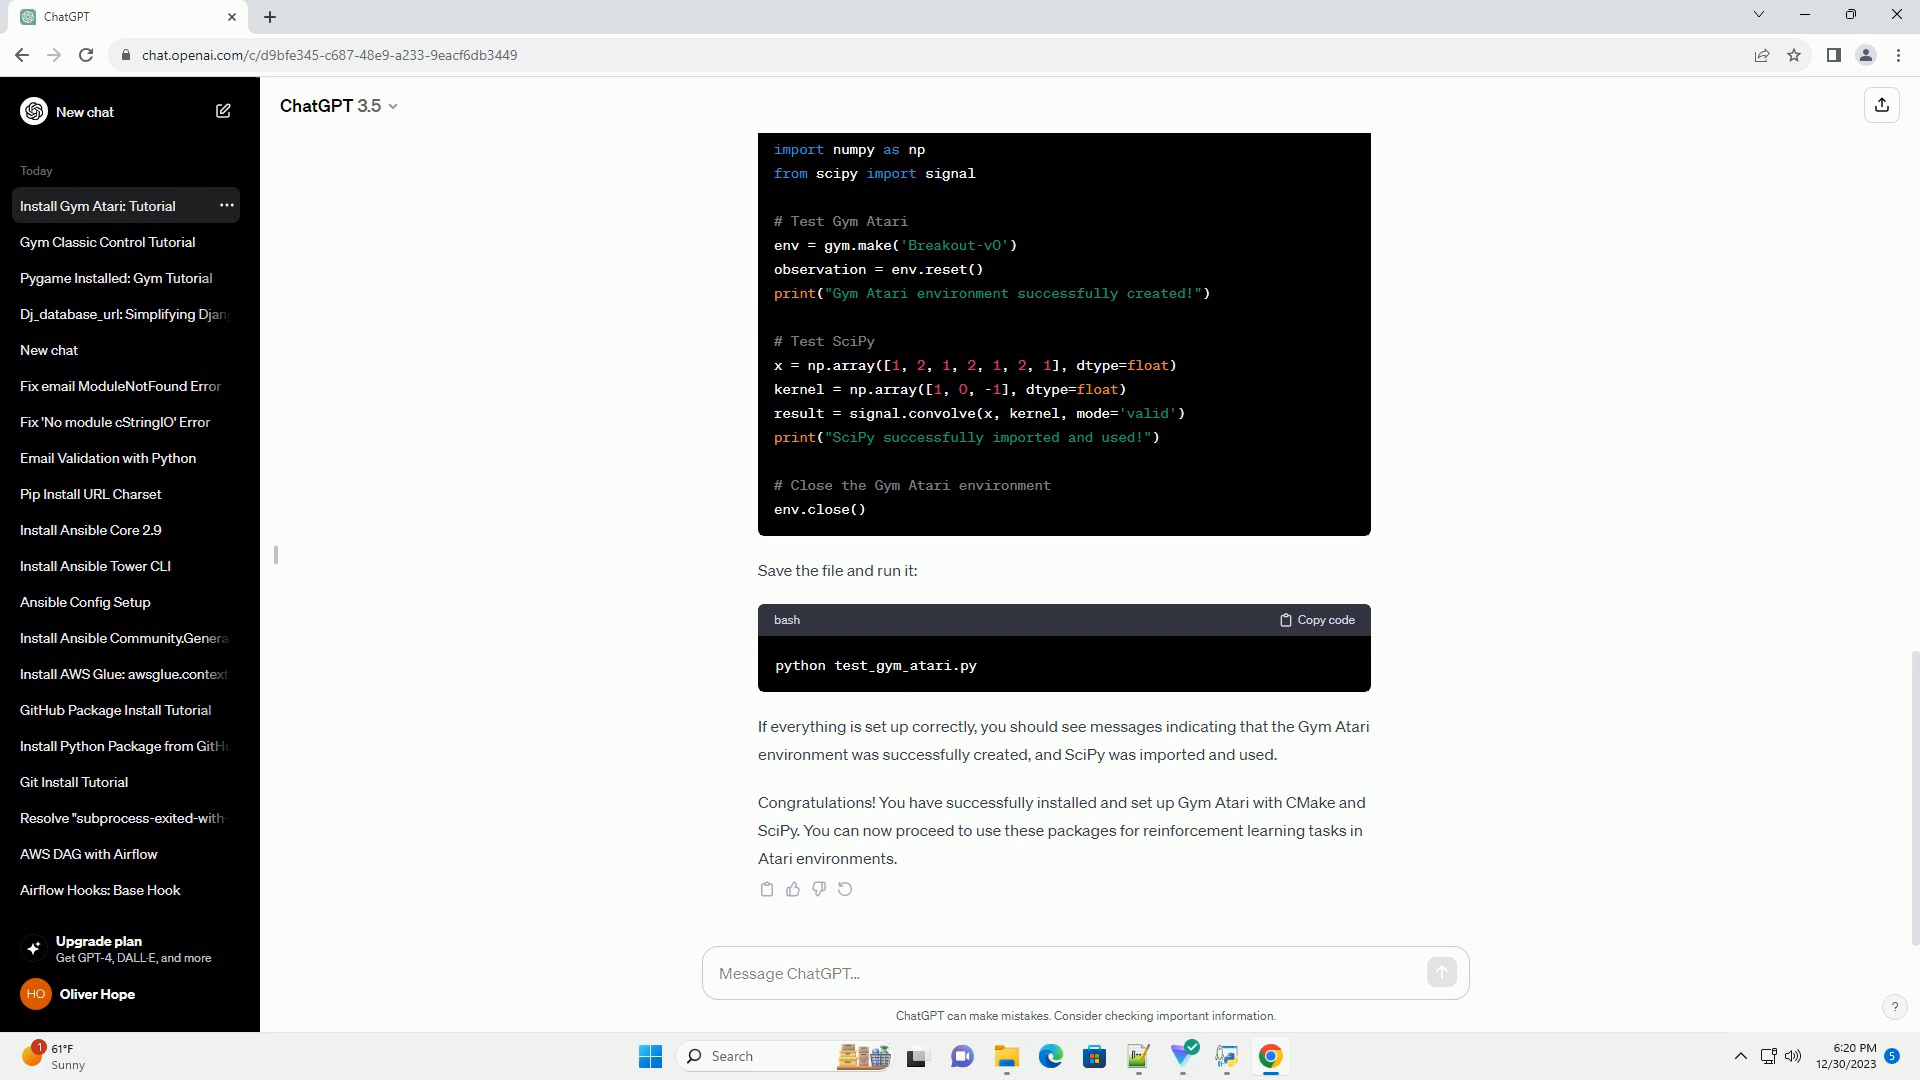 ChatGPT
chat.openai.com/c/d9bfe345-c687-48e9-a233-9eacf6db3449
New chat
Today
Install Gym Atari: Tutorial
Gym Classic Control Tutorial
Pygame Installed: Gym Tutorial
Dj_database_url: Simplifying Djan
New chat
Fix email ModuleNotFound Error
Fix 'No module cStringIO' Error
Email Validation with Python
Pip Install URL Charset
Install Ansible Core 2.9
Install Ansible Tower CLI
Ansible Config Setup
Install Ansible Community.Genera
Install AWS Glue: awsglue.context
GitHub Package Install Tutorial
Install Python Package from GitHu
Git Install Tutorial
Resolve "subprocess-exited-with-
AWS DAG with Airflow
Airflow Hooks: Base Hook
Upgrade plan
Get GPT-4, DALL·E, and more
HO
Oliver Hope
ChatGPT 3.5
import numpy as np
from scipy import signal
# Test Gym Atari
env = gym.make('Breakout-v0')
observation = env.reset()
print("Gym Atari environment successfully created!")
# Test SciPy
x = np.array([1, 2, 1, 2, 1, 2, 1], dtype=float)
kernel = np.array([1, 0, -1], dtype=float)
result = signal.convolve(x, kernel, mode='valid')
print("SciPy successfully imported and used!")
# Close the Gym Atari environment
env.close()
Save the file and run it:
bash
Copy code
python test_gym_atari.py
If everything is set up correctly, you should see messages indicating that the Gym Atari
environment was successfully created, and SciPy was imported and used.
Congratulations! You have successfully installed and set up Gym Atari with CMake and
SciPy. You can now proceed to use these packages for reinforcement learning tasks in
Atari environments.
Message ChatGPT...
ChatGPT can make mistakes. Consider checking important information.
?
1
61°F
Sunny
Search
6:20 PM
12/30/2023
5